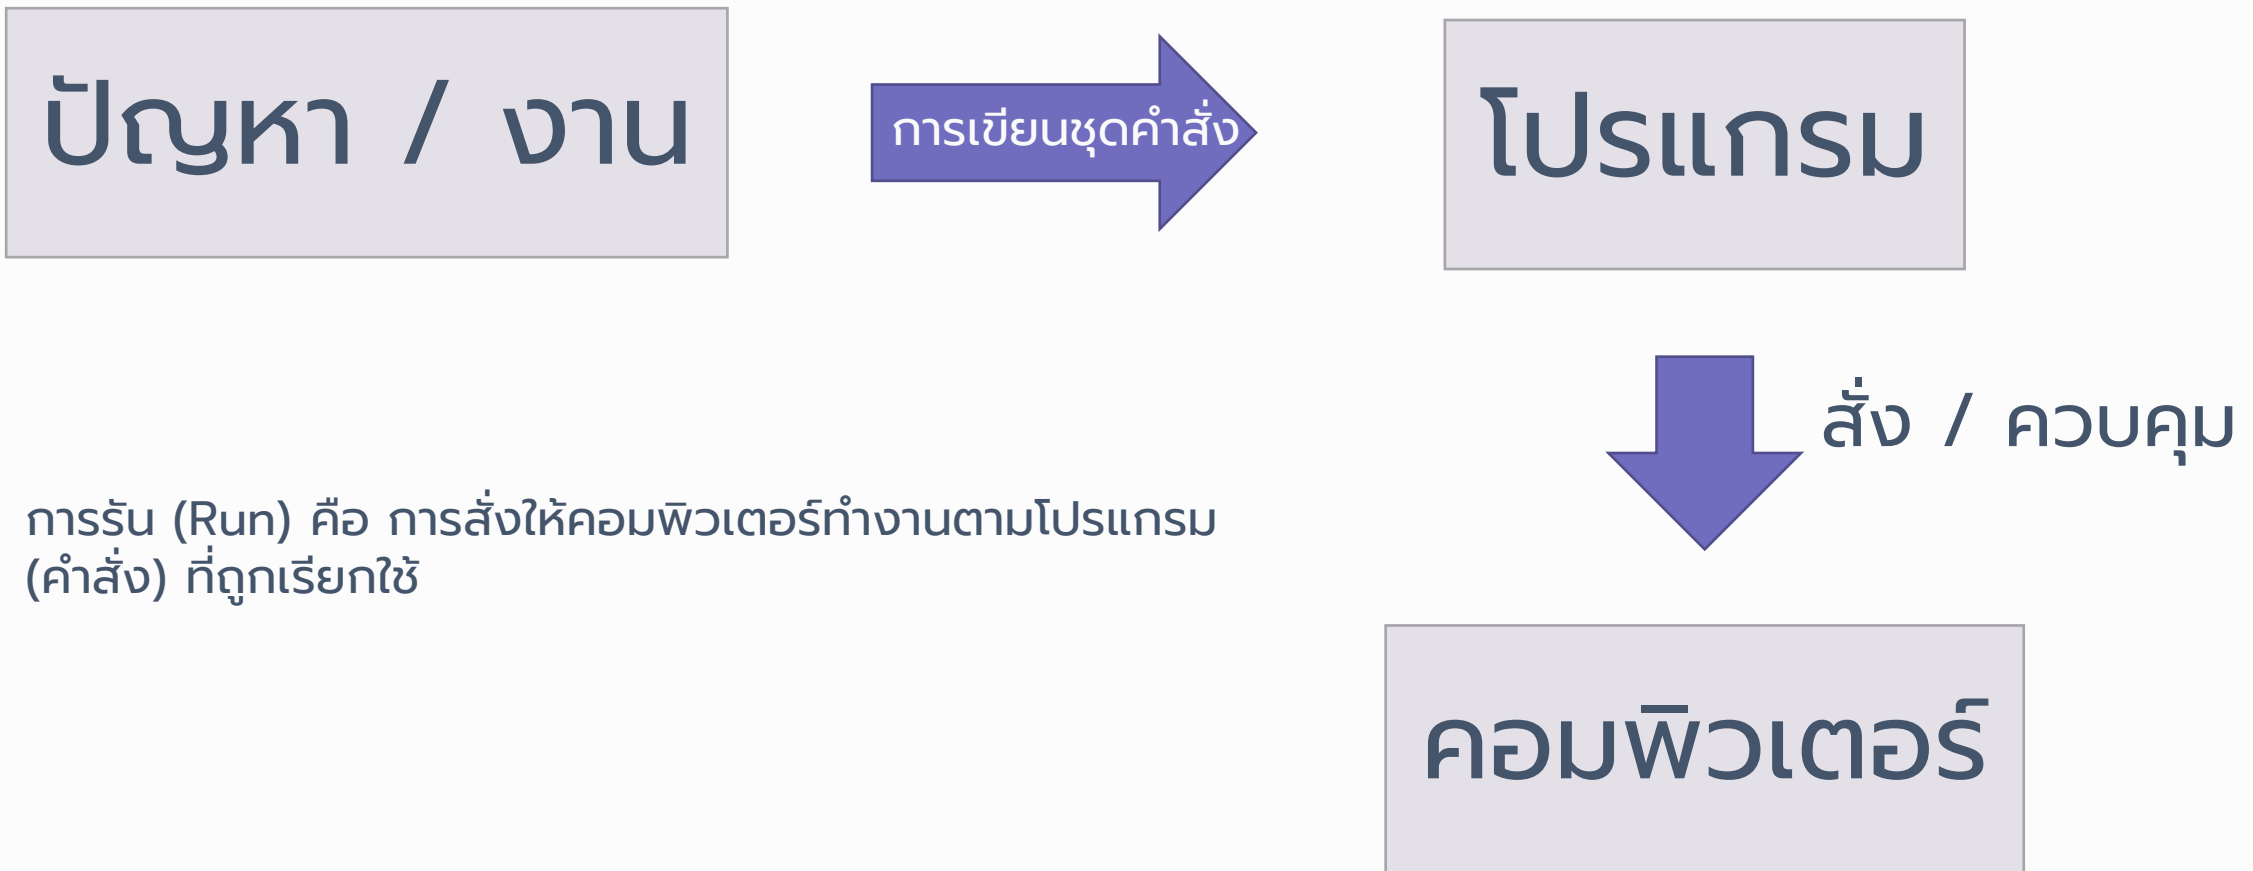 ปัญหา / งาน
การเขียนชุดคำสั่ง
โปรแกรม
สั่ง / ควบคุม
การรัน (Run) คือ การสั่งให้คอมพิวเตอร์ทำงานตามโปรแกรม
(คำสั่ง) ที่ถูกเรียกใช้
คอมพิวเตอร์